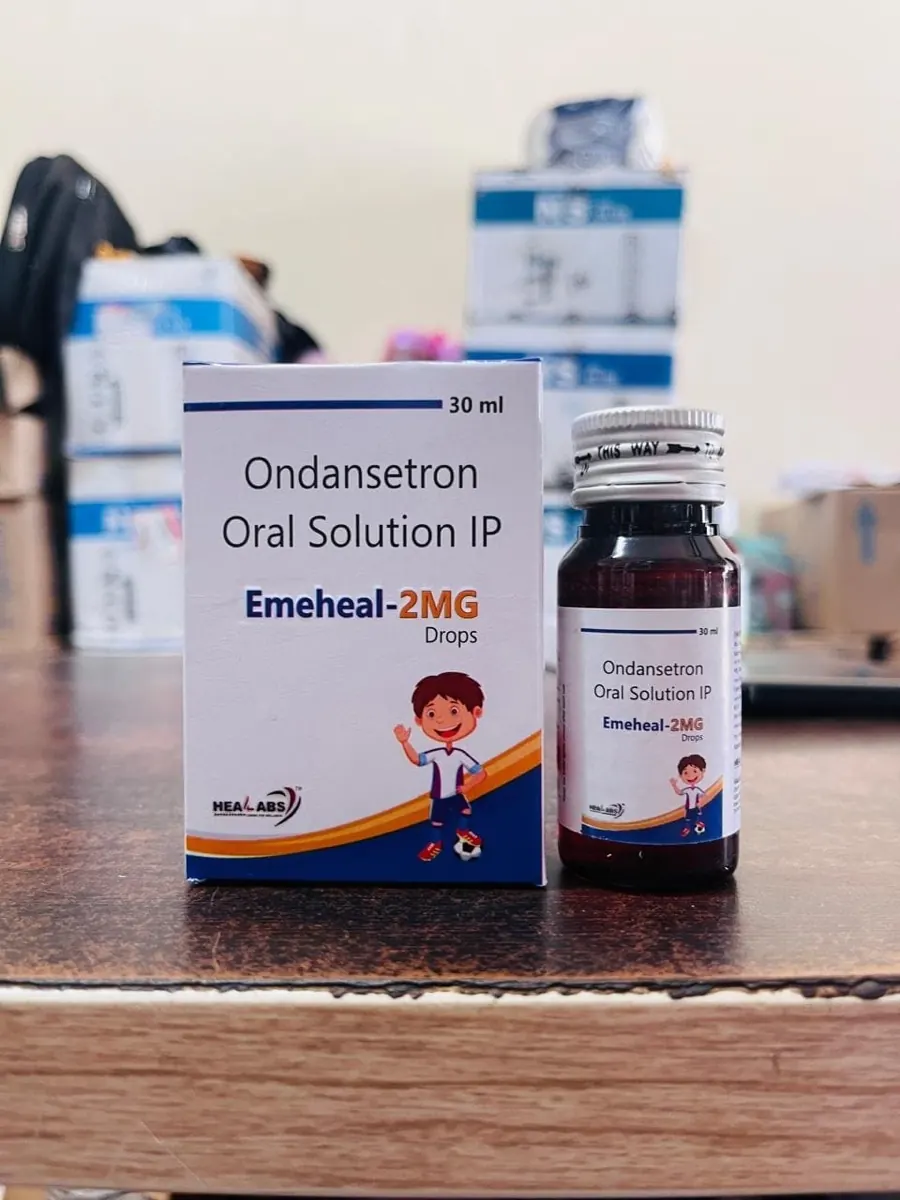 30 ml
Ondansetron
Oral Solution IP
Emeheal-2MG
Drops
HEALABS
THIS WAY
30 ml
Ondansetron
Oral Solution IP
Emeheal-2MG
Drops
HEALABS